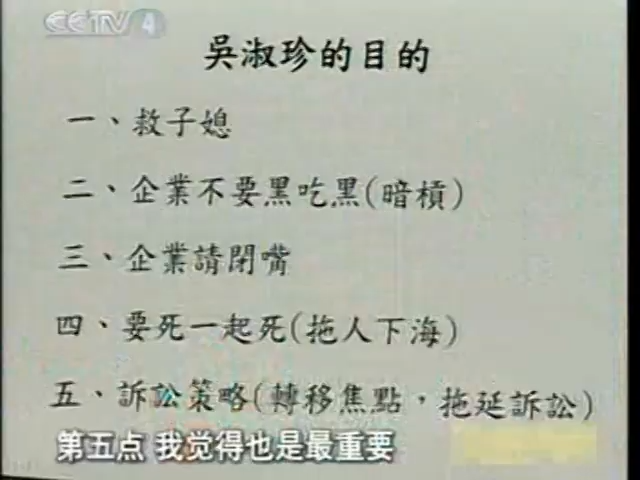 CCTV 4
吳淑珍的目的
一、救子媳
二、企業不要黑吃黑(暗槓)
三、企業請閉嘴
四、要死一起死(拖人下海)
五、訴訟策略(轉移焦點，拖延訴訟)
第五点 我觉得也是最重要